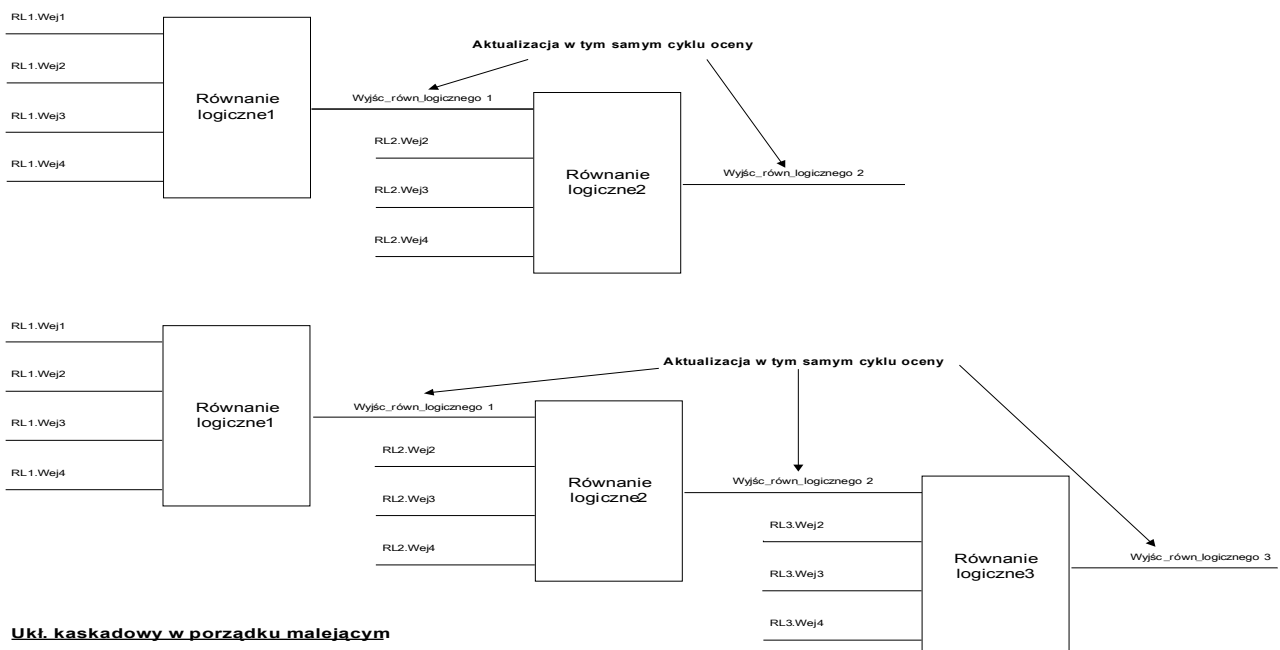 RL1.Wej1
Aktualizacja w tym samym cyklu oceny
RL1.Wej2
Równanie
logiczne1
Wyjśc_równ_logicznego 1
RL1.Wej3
RL2.Wej2
RL1.Wej4
Równanie
logiczne2
Wyjśc_równ_logicznego 2
RL2.Wej3
RL2.Wej4
RL1.Wej1
Aktualizacja w tym samym cyklu oceny
RL1.Wej2
Równanie
logiczne1
Wyjśc_równ_logicznego 1
RL1.Wej3
RL2.Wej2
RL1.Wej4
Równanie
logiczne2
Wyjśc_równ_logicznego 2
RL2.Wej3
RL3.Wej2
RL2.Wej4
Równanie
logiczne3
Wyjśc_równ_logicznego 3
RL3.Wej3
RL3.Wej4
Ukł. kaskadowy w porządku malejącym